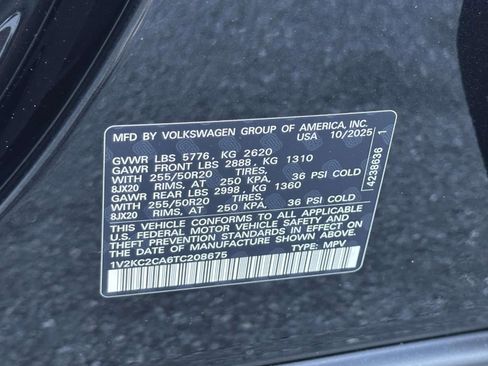 MFD BY VOLKSWAGEN GROUP OF AMERICA, INC.
USA 10/2025
GVWR LBS 5776, KG 2620
GAWR FRONT LBS 2888, KG 1310
WITH 255/50R20 TIRES,
8JX20 RIMS, AT 250 KPA, 36 PSI COLD
GAWR REAR LBS 2998, KG 1360
WITH 255/50R20 TIRES,
8JX20 RIMS, AT 250 KPA, 36 PSI COLD
THIS VEHICLE CONFORMS TO ALL APPLICABLE
U.S. FEDERAL MOTOR VEHICLE SAFETY AND
THEFT PREVENTION STANDARDS IN EFFECT ON
THE DATE OF MANUFACTURE SHOWN ABOVE.
1V2KC2CA6TC208675 TYPE: MPV
4238638 1